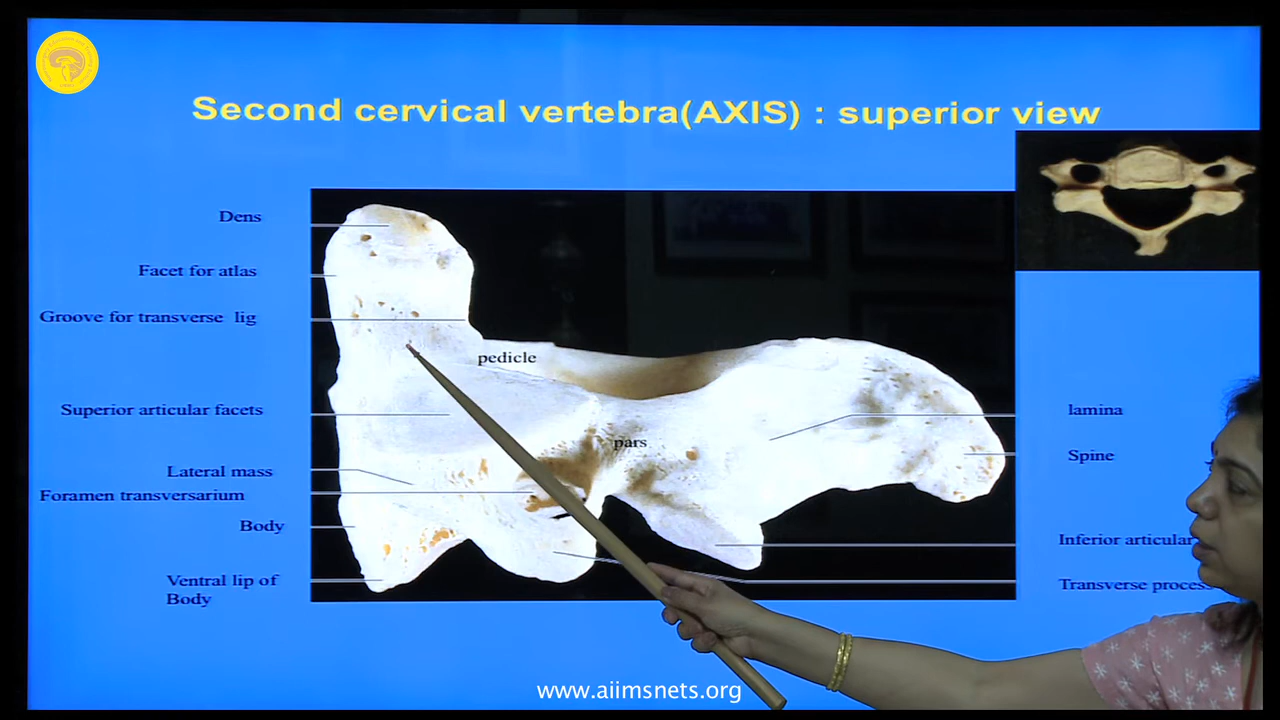 Second cervical vertebra(AXIS) : superior view
Dens
Facet for atlas
Groove for transverse lig
pedicle
Superior articular facets
lamina
pars
Spine
Lateral mass
Foramen transversarium
Body
Inferior articular
Ventral lip of
Body
Transverse process
www.aiimsnets.org